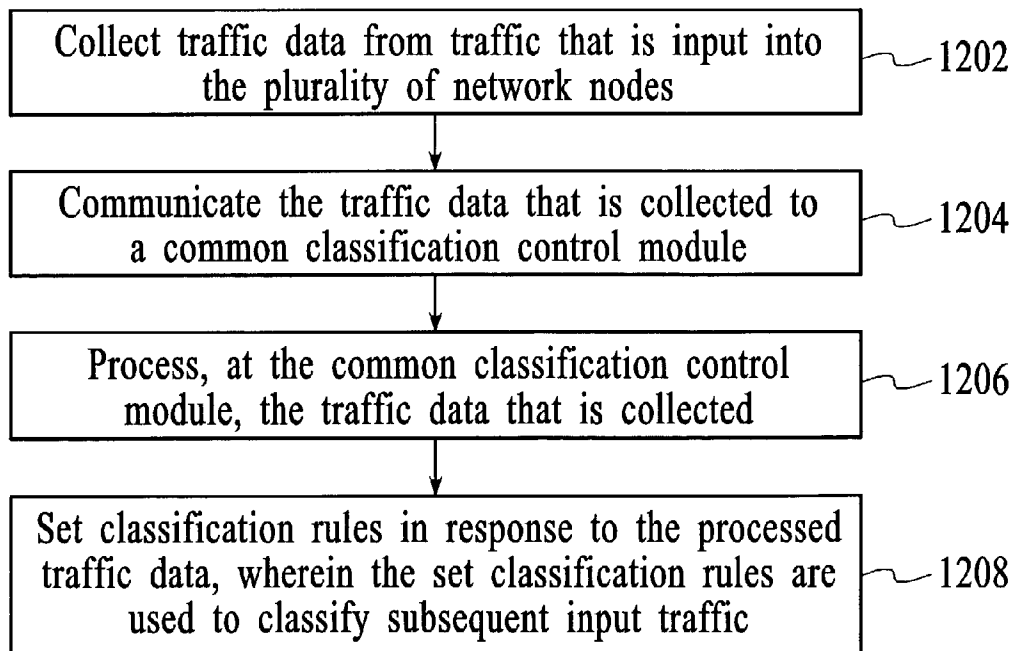 Collect traffic data from traffic that is input into
the plurality of network nodes
1202
Communicate the traffic data that is collected to
a common classification control module
1204
Process, at the common classification control
module, the traffic data that is collected
1206
Set classification rules in response to the processed
traffic data, wherein the set classification rules are
used to classify subsequent input traffic
1208